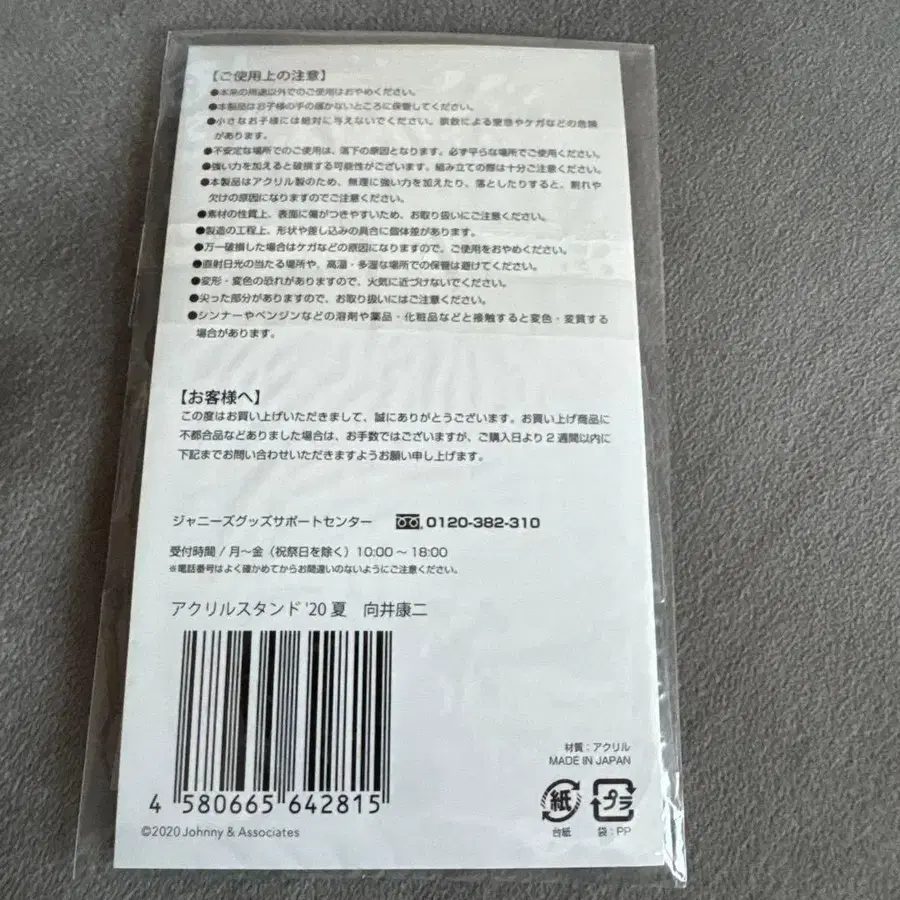 【ご使用上の注意】
●本来の用途以外でのご使用はおやめください。
●本製品はお子様の手の届かないところに保管してください。
●小さなお子様には絶対に与えないでください。誤飲による窒息やケガなどの危険
があります。
●不安定な場所でのご使用は、落下の原因となります。必ず平らな場所でご使用ください。
●強い力を加えると破損する可能性がございます。組み立ての際は十分ご注意ください。
●本製品はアクリル製のため、無理に強い力を加えたり、落としたりすると、割れや
欠けの原因になりますのでご注意ください。
●素材の性質上、表面に傷がつきやすいため、お取り扱いにご注意ください。
●製造の工程上、形状や差し込みの具合に個体差があります。
●万一破損した場合はケガなどの原因になりますので、ご使用をおやめください。
●直射日光の当たる場所や、高温・多湿な場所での保管は避けてください。
●変形・変色の恐れがありますので、火気に近づけないでください。
●尖った部分がありますので、お取り扱いにはご注意ください。
●シンナーやベンジンなどの溶剤や薬品・化粧品などと接触すると変色・変質する
場合があります。
【お客様へ】
この度はお買い上げいただきまして、誠にありがとうございます。お買い上げ商品に
不都合品などありました場合は、お手数ではございますが、ご購入日より2週間以内に
下記までお問い合わせいただきますようお願い申し上げます。
ジャニーズグッズサポートセンター 0120-382-310
受付時間 / 月〜金（祝祭日を除く）10:00 〜 18:00
※電話番号はよく確かめてからお間違いのないようにご注意ください。
アクリルスタンド '20 夏 向井康二
4 580665 642815
©2020 Johnny & Associates
材質：アクリル
MADE IN JAPAN
紙 プラ
台紙 袋：PP